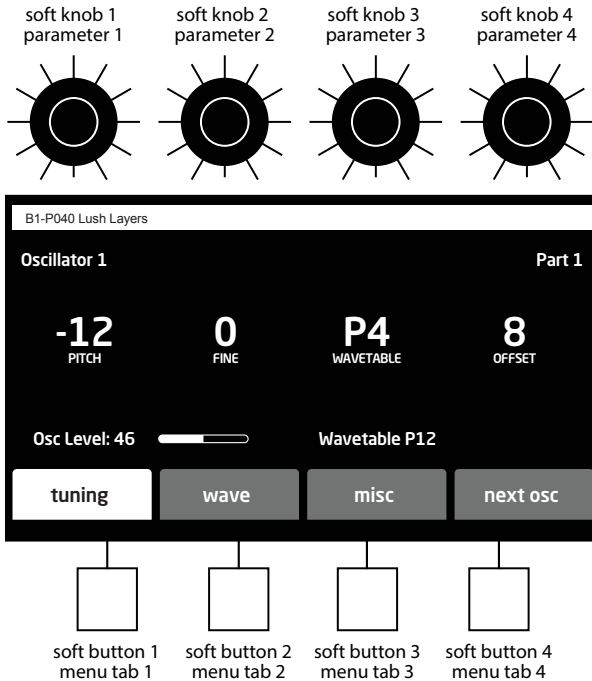 soft knob 1 soft knob 2 soft knob 3 soft knob 4
parameter 1 parameter 2 parameter 3 parameter 4
B1-P040 Lush Layers
Oscillator 1 Part 1
-12 0 P4 8
PITCH FINE WAVETABLE OFFSET
Osc Level: 46 Wavetable P12
tuning wave misc next osc
soft button 1 soft button 2 soft button 3 soft button 4
menu tab 1 menu tab 2 menu tab 3 menu tab 4